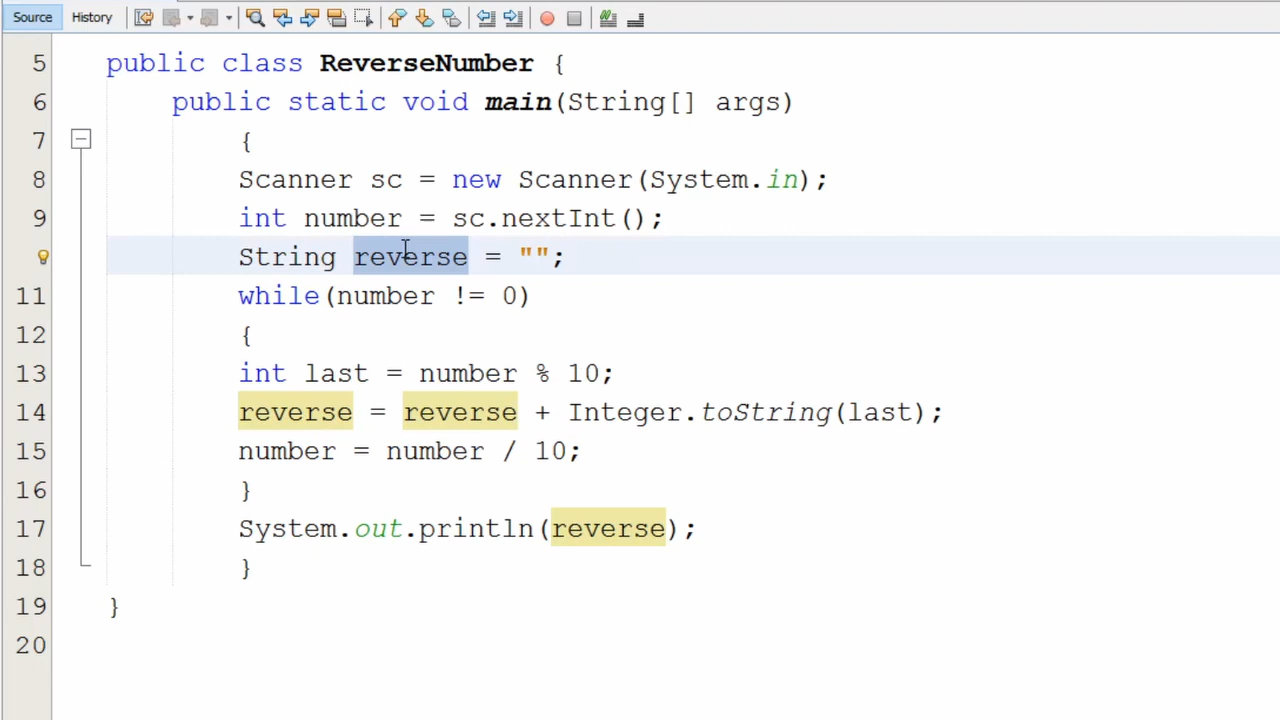 Source History
5 public class ReverseNumber {
6 public static void main(String[] args)
7 {
8 Scanner sc = new Scanner(System.in);
9 int number = sc.nextInt();
String reverse = "";
11 while(number != 0)
12 {
13 int last = number % 10;
14 reverse = reverse + Integer.toString(last);
15 number = number / 10;
16 }
17 System.out.println(reverse);
18 }
19 }
20